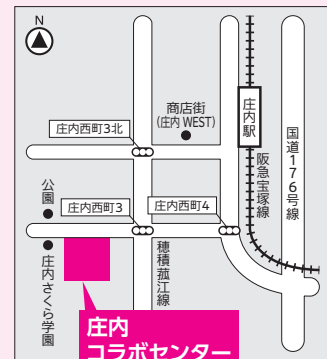 N
商店街
(庄内 WEST)
庄内駅
国道176号線
阪急宝塚線
庄内西町3北
公園
庄内西町3
庄内西町4
庄内さくら学園
穂積菰江線
庄内
コラボセンター